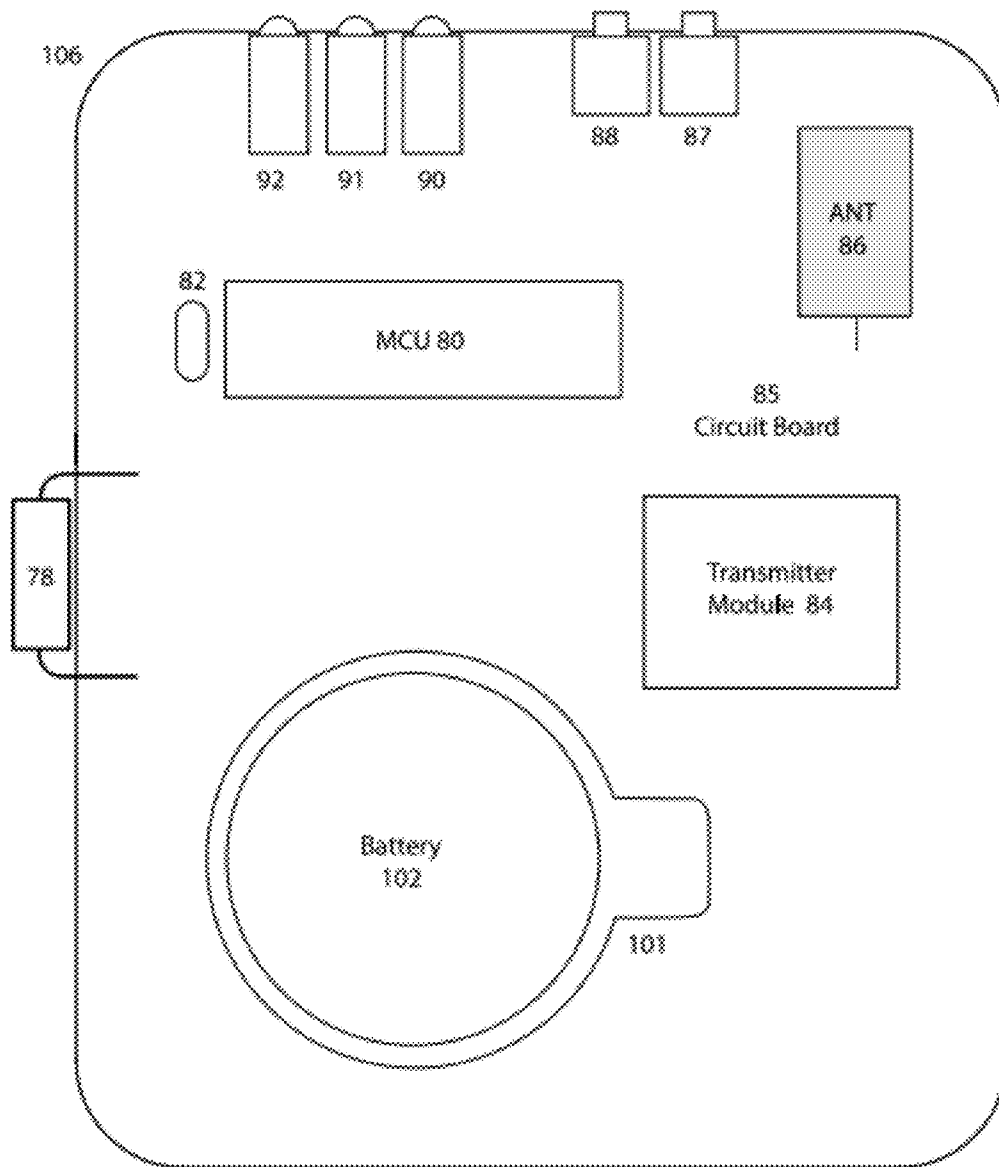 106
92 91 90
88 87
ANT
86
82
MCU 80
85
Circuit Board
78
Transmitter
Module 84
Battery
102
101